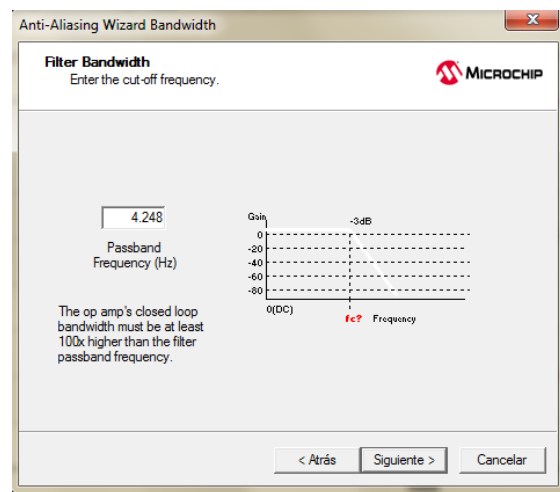 Anti-Aliasing Wizard Bandwidth
x
Filter Bandwidth
Enter the cut-off frequency.
MICROCHIP
4.248
Passband
Frequency (Hz)
The op amp's closed loop
bandwidth must be at least
100x higher than the filter
passband frequency.
Gain
-3dB
0
-20
-40
-60
-80
0(DC)
fc? Frequency
< Atrás
Siguiente >
Cancelar